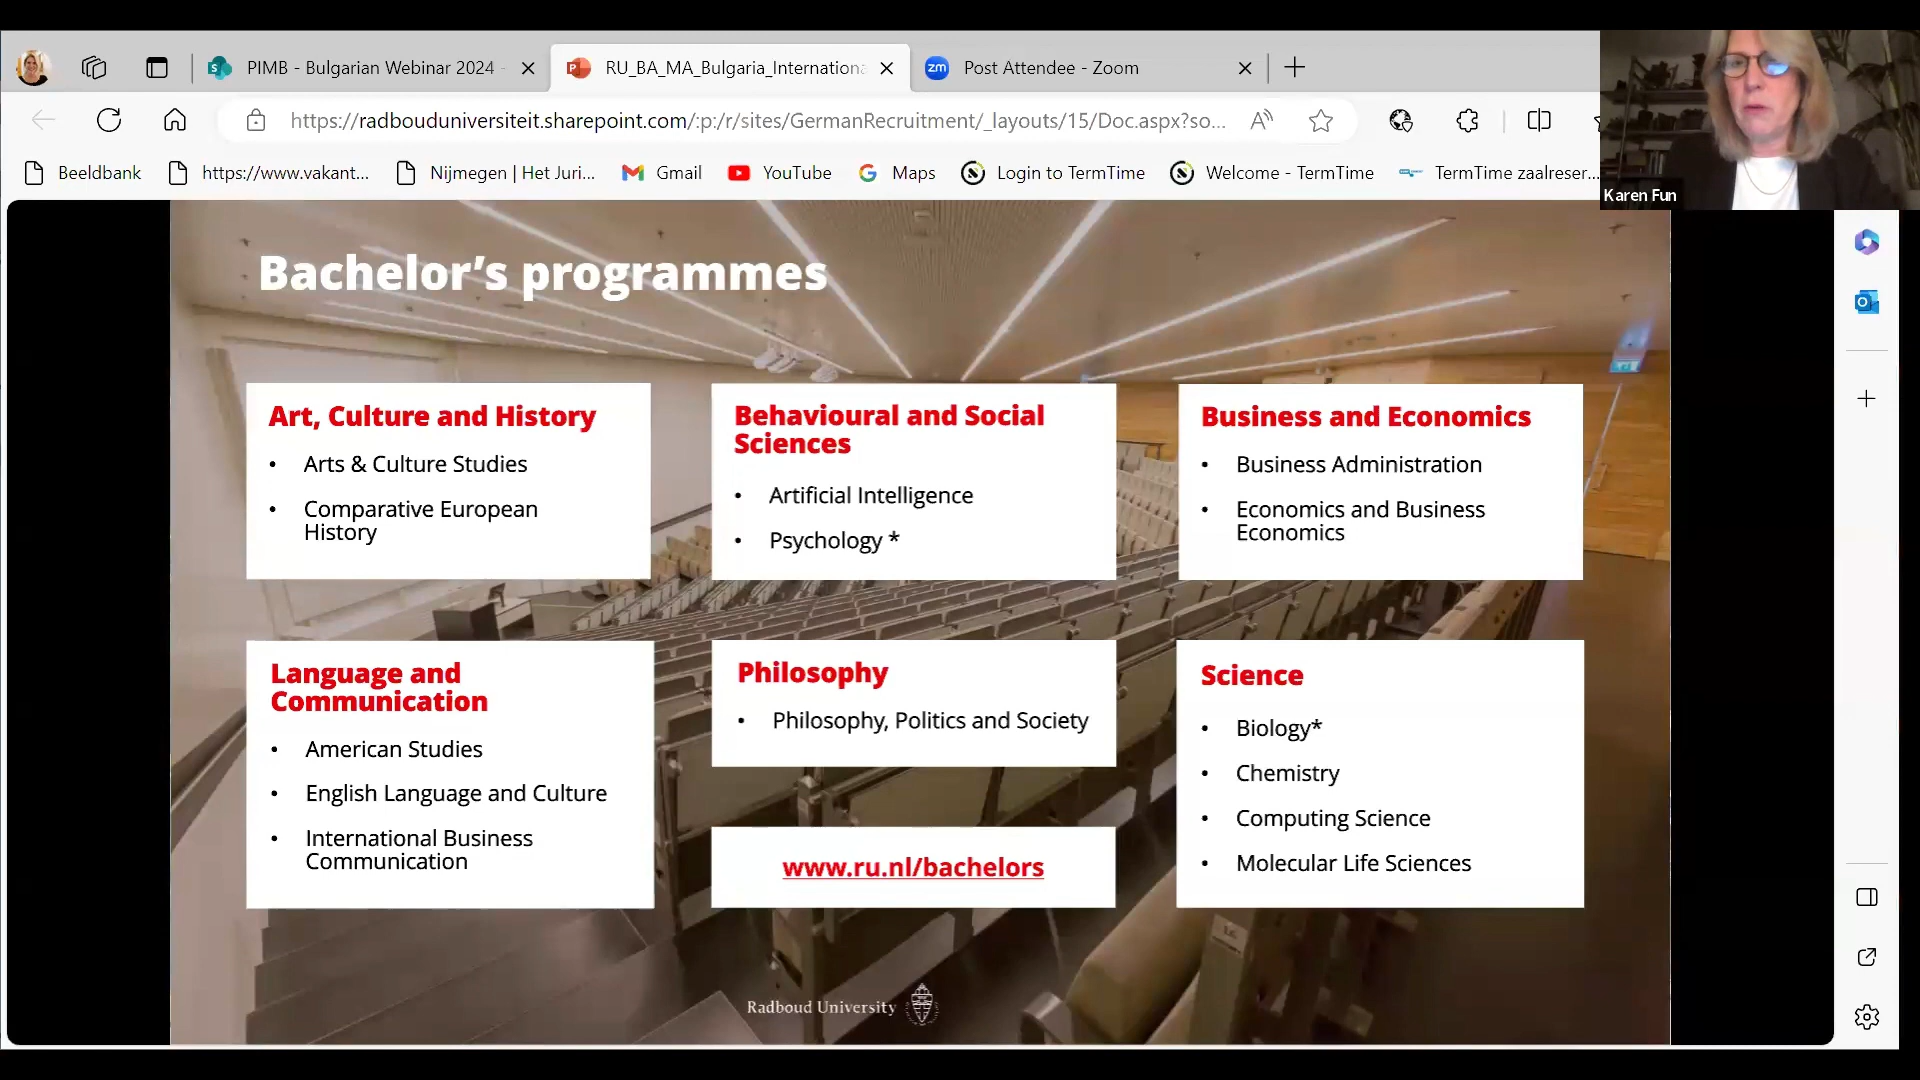 PIMB - Bulgarian Webinar 2024 -
RU_BA_MA_Bulgaria_Internationa
zm
Post Attendee - Zoom
https://radbouduniversiteit.sharepoint.com/:p:/r/sites/GermanRecruitment/_layouts/15/Doc.aspx?so...
Beeldbank
https://www.vakant...
Nijmegen | Het Juri...
Gmail
YouTube
Maps
Login to TermTime
Welcome - TermTime
TermTime zaalreser...
Karen Fun
Bachelor's programmes
Art, Culture and History
• Arts & Culture Studies
• Comparative European
History
Behavioural and Social
Sciences
• Artificial Intelligence
• Psychology *
Business and Economics
• Business Administration
• Economics and Business
Economics
Language and
Communication
• American Studies
• English Language and Culture
• International Business
Communication
Philosophy
• Philosophy, Politics and Society
www.ru.nl/bachelors
Science
• Biology*
• Chemistry
• Computing Science
• Molecular Life Sciences
Radboud University